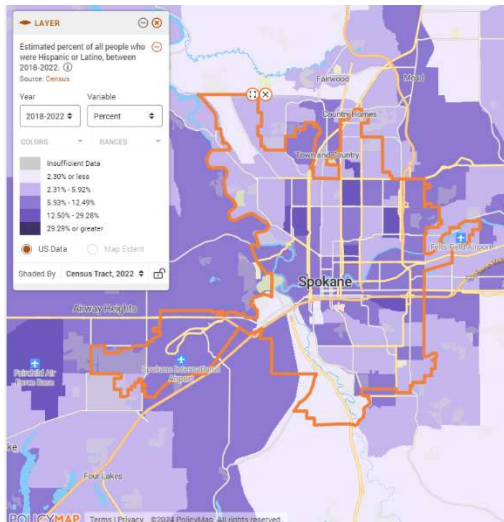 LAYER
Estimated percent of all people who
were Hispanic or Latino, between
2018-2022.
Source: Census
Year Variable
2018-2022 Percent
COLORS RANGES
Insufficient Data
2.30% or less
2.31% - 5.92%
5.93% - 12.49%
12.50% - 29.28%
29.29% or greater
US Data Map Extent
Shaded By Census Tract, 2022
Fairwood Mead
Country Homes
Town and Country
Felts Field Airport
Spokane
Airway Heights
Fairchild Air
Force Base
Spokane International
Airport
Four Lakes
POLICYMAP Terms | Privacy ©2024 PolicyMap. All rights reserved.